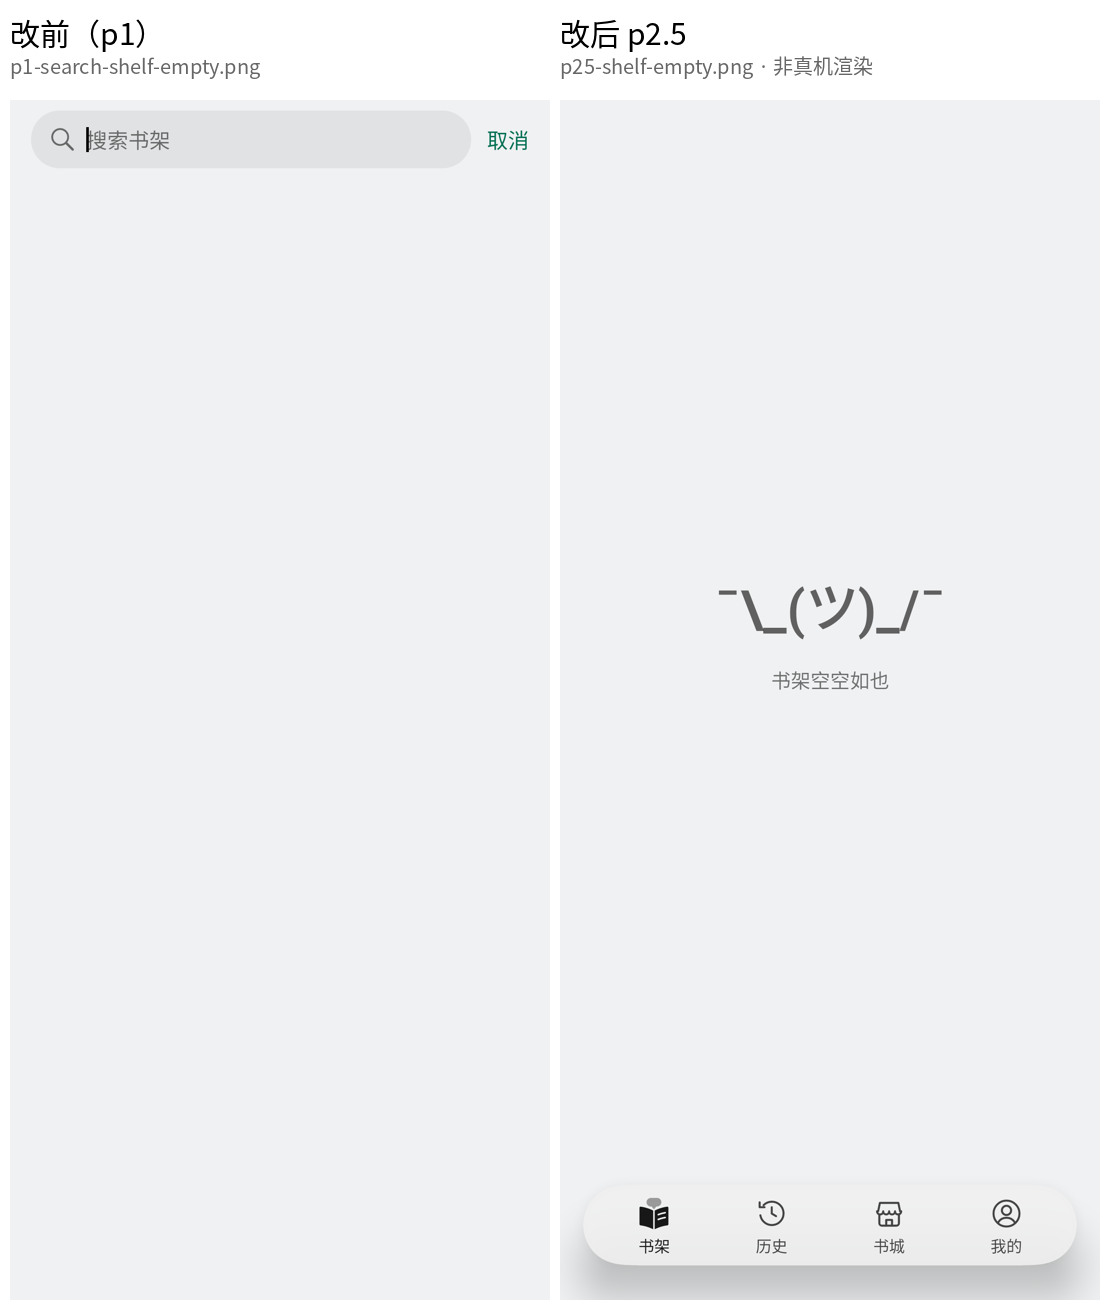 改前（p1）
p1-search-shelf-empty.png
搜索书架
取消
改后 p2.5
p25-shelf-empty.png · 非真机渲染
¯\_(ツ)_/¯
书架空空如也
书架
历史
书城
我的